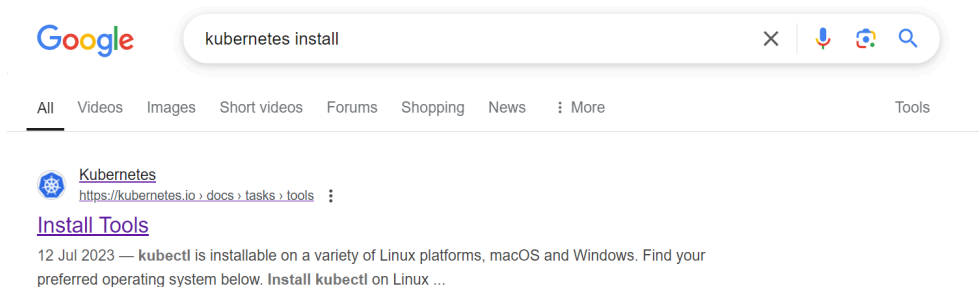 Google
kubernetes install
All Videos Images Short videos Forums Shopping News More Tools
Kubernetes
https://kubernetes.io › docs › tasks › tools
Install Tools
12 Jul 2023 — kubectl is installable on a variety of Linux platforms, macOS and Windows. Find your
preferred operating system below. Install kubectl on Linux ...